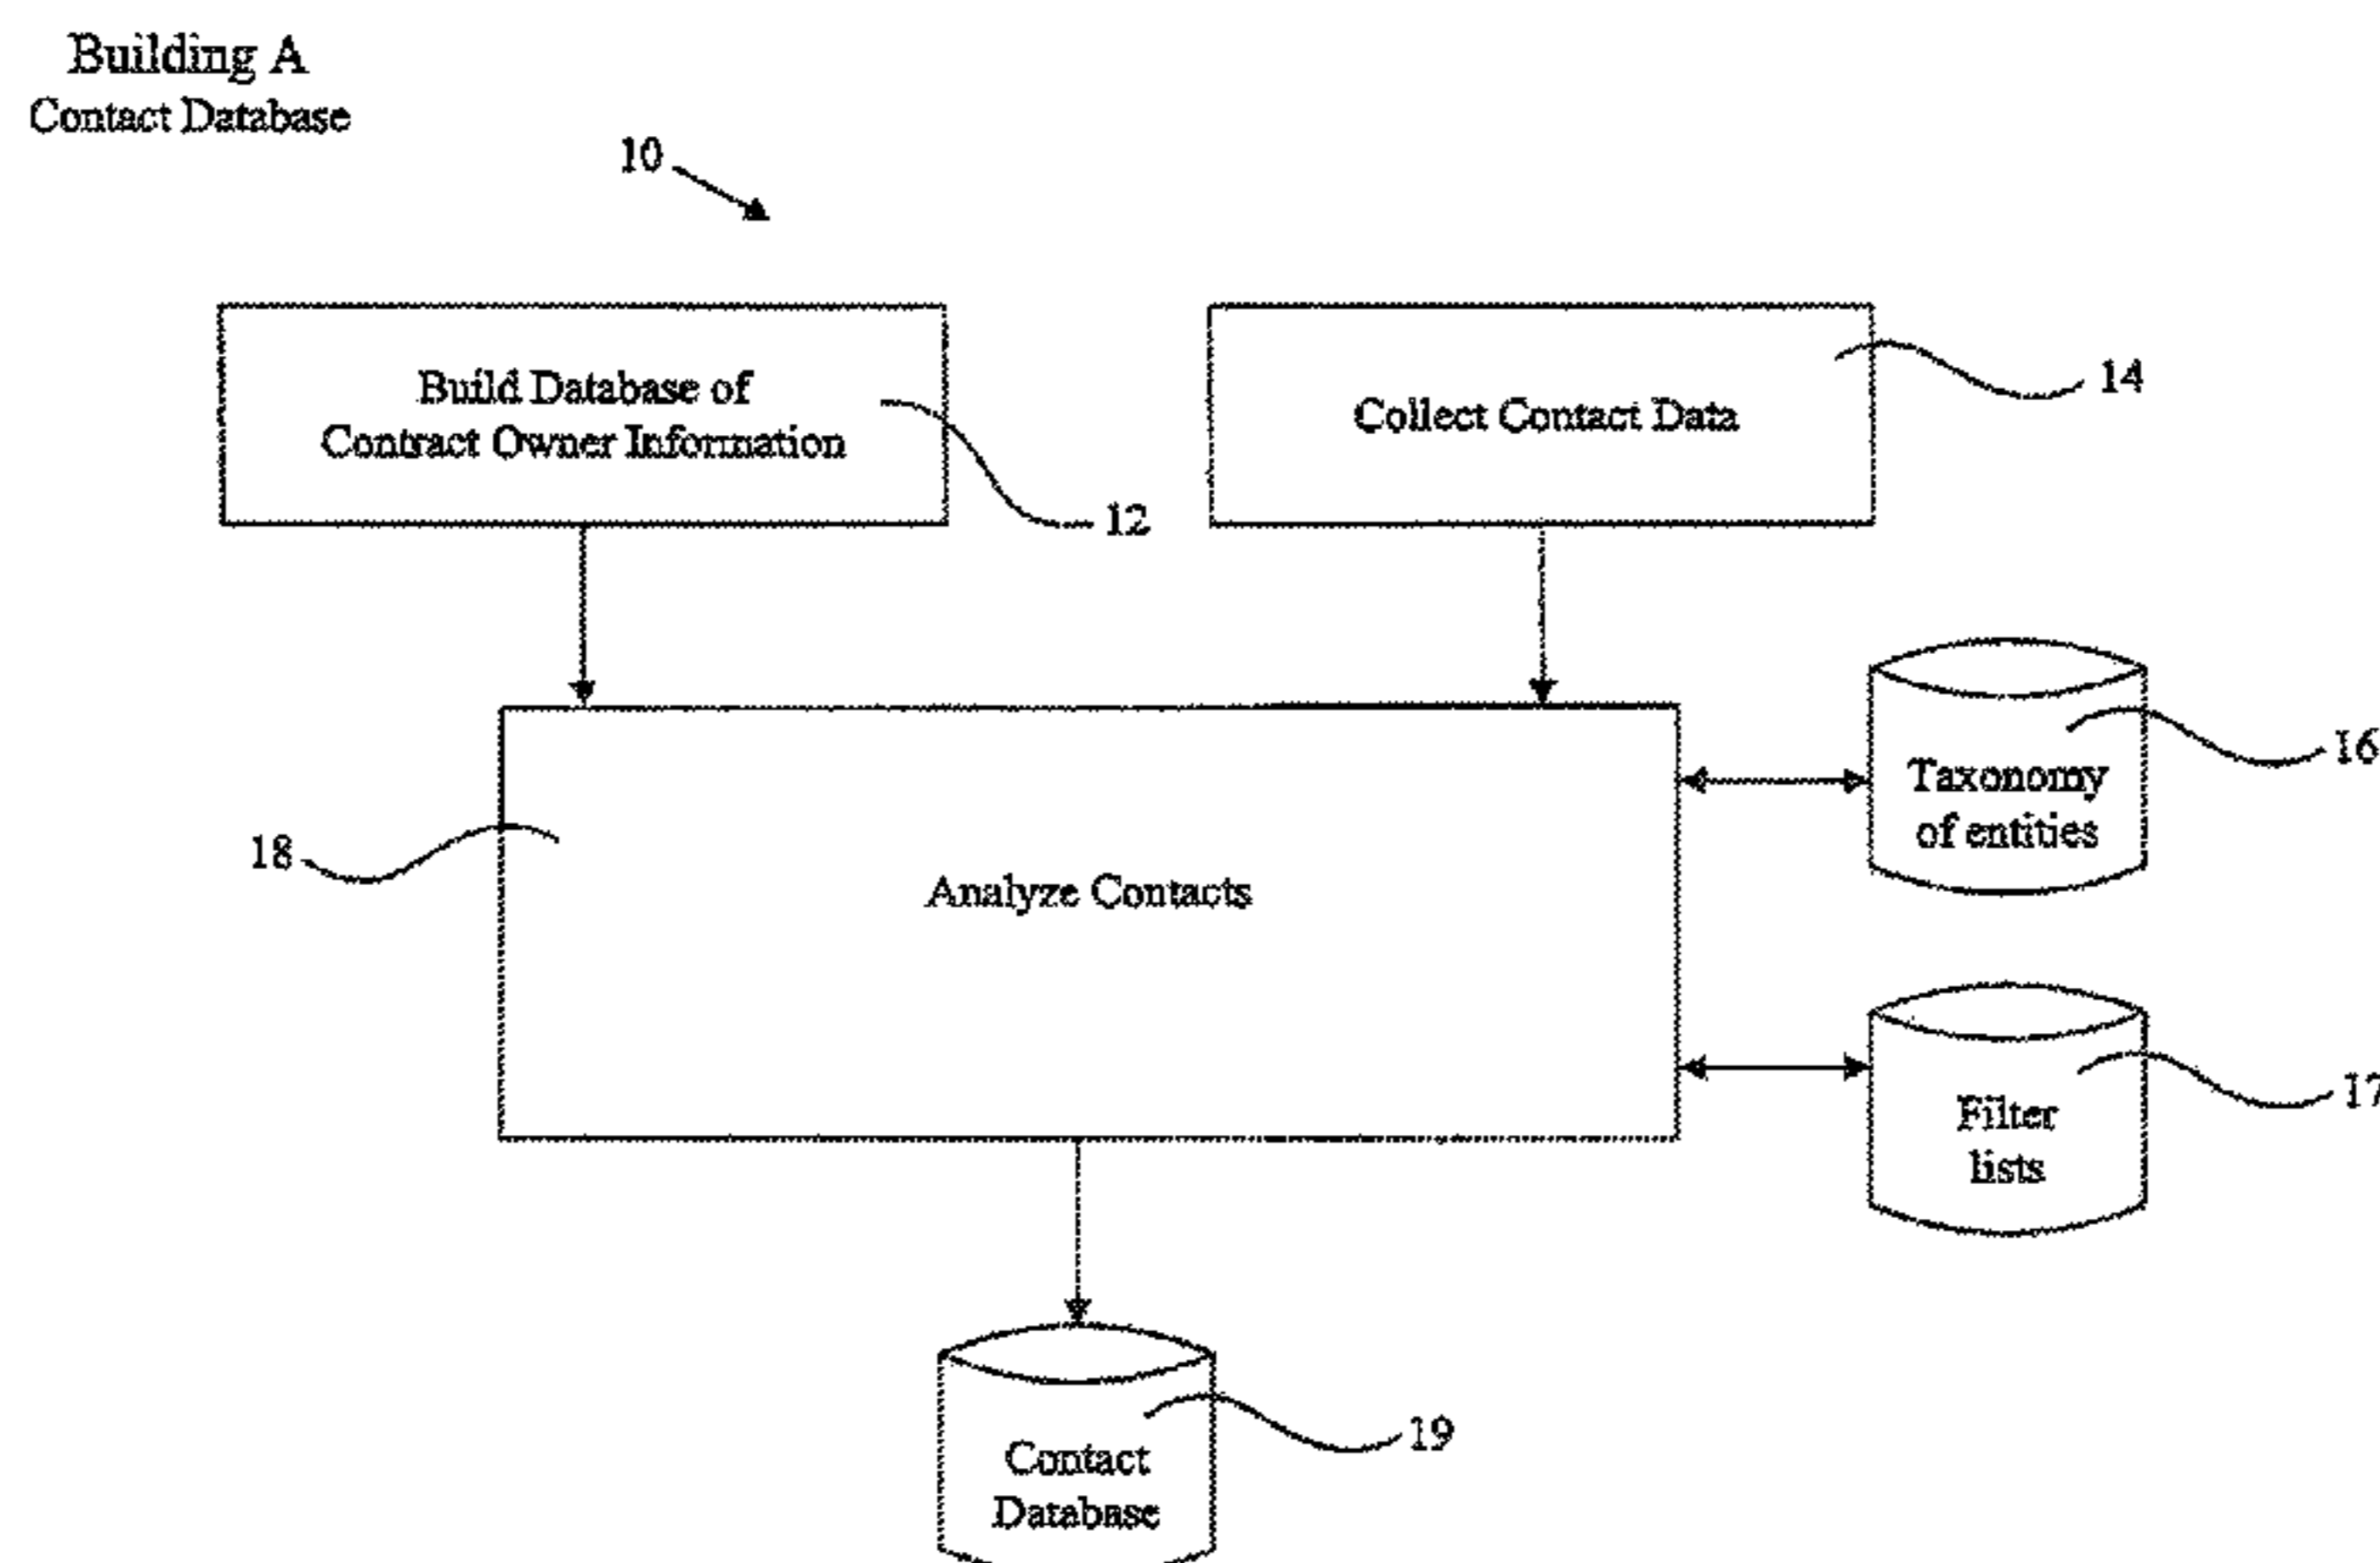 Building A
Contact Database
10
Build Database of
Contract Owner Information
12
Collect Contact Data
14
Taxonomy
of entities
16
18
Analyze Contacts
Filter
lists
17
Contact
Database
19